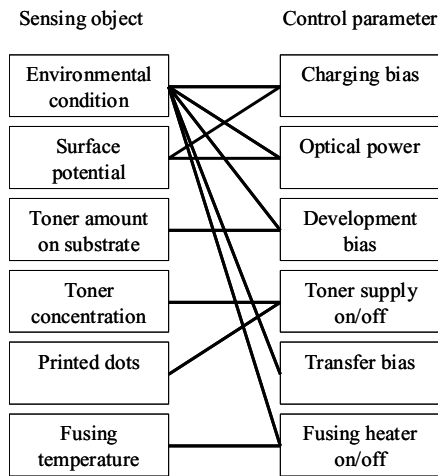 Sensing object
Control parameter
Environmental
condition
Charging bias
Surface
potential
Optical power
Toner amount
on substrate
Development
bias
Toner
concentration
Toner supply
on/off
Printed dots
Transfer bias
Fusing
temperature
Fusing heater
on/off